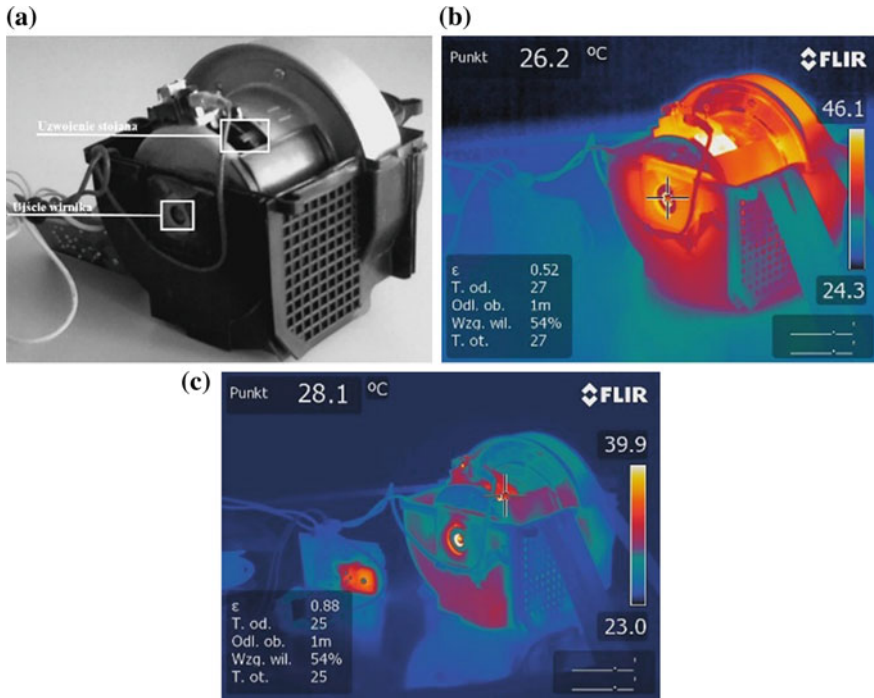 (a)
Uzwojenie stojana
Ujście wirnika
(b)
Punkt 26.2 °C
FLIR
46.1
24.3
ε 0.52
T. od. 27
Odl. ob. 1m
Wzg. wil. 54%
T. ot. 27
(c)
Punkt 28.1 °C
FLIR
39.9
23.0
ε 0.88
T. od. 25
Odl. ob. 1m
Wzg. wil. 54%
T. ot. 25